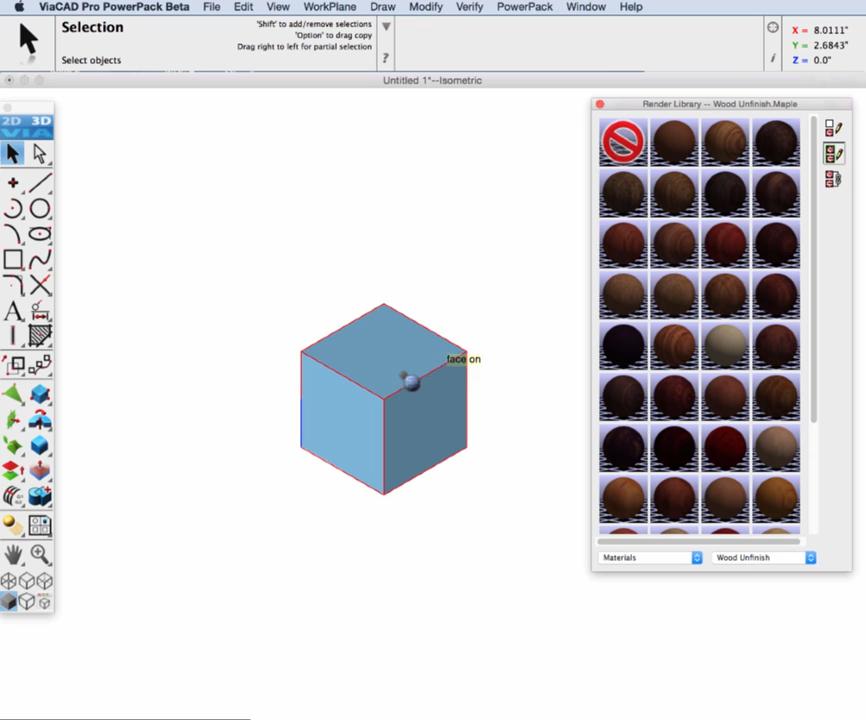 ViaCAD Pro PowerPack Beta File Edit View WorkPlane Draw Modify Verify PowerPack Window Help
Selection
'Shift' to add/remove selections
'Option' to drag copy
Drag right to left for partial selection
Select objects
?
i
X = 8.0111"
Y = 2.6843"
Z = 0.0"
Untitled 1"--Isometric
2D 3D
VIA
A
face on
Render Library -- Wood Unfinish.Maple
Materials
Wood Unfinish